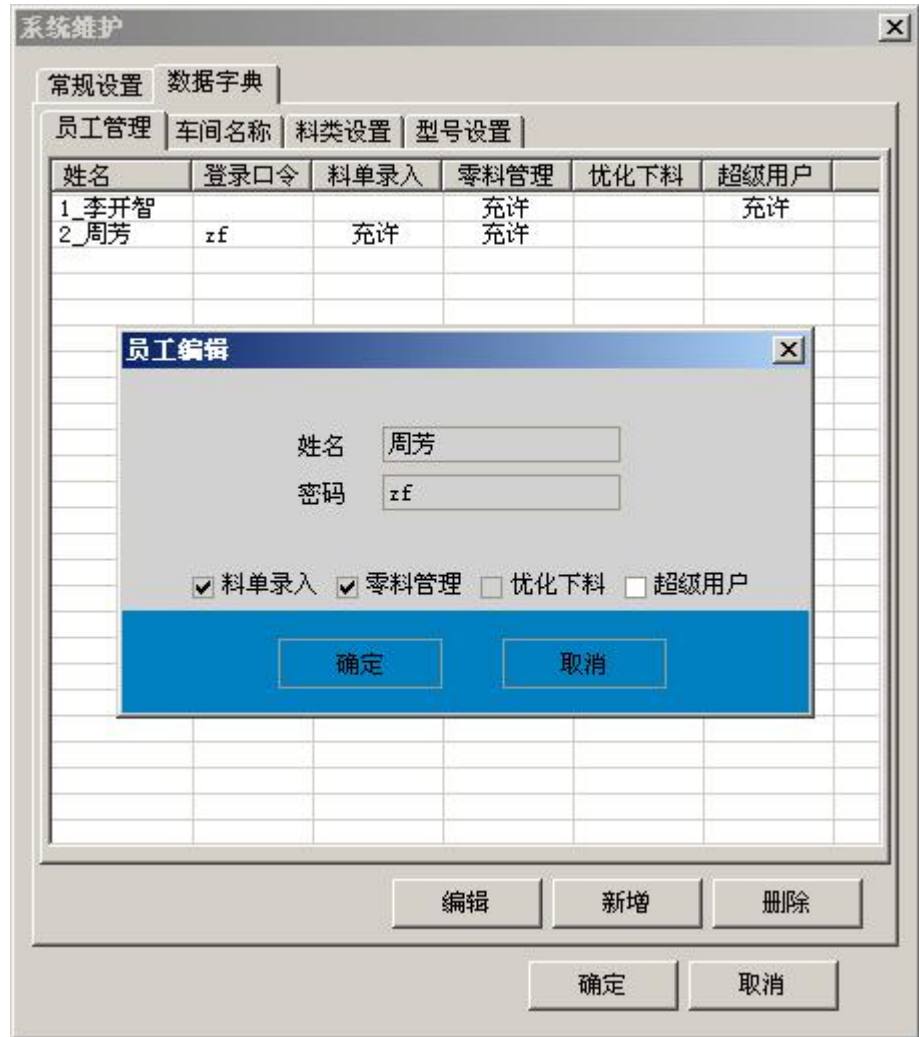 系统维护
常规设置 数据字典
员工管理 车间名称 料类设置 型号设置
姓名 登录口令 料单录入 零料管理 优化下料 超级用户
1_李开智 充许 充许
2_周芳 zf 充许 充许
员工编辑
姓名 周芳
密码 zf
料单录入 零料管理 优化下料 超级用户
确定 取消
编辑 新增 删除
确定 取消